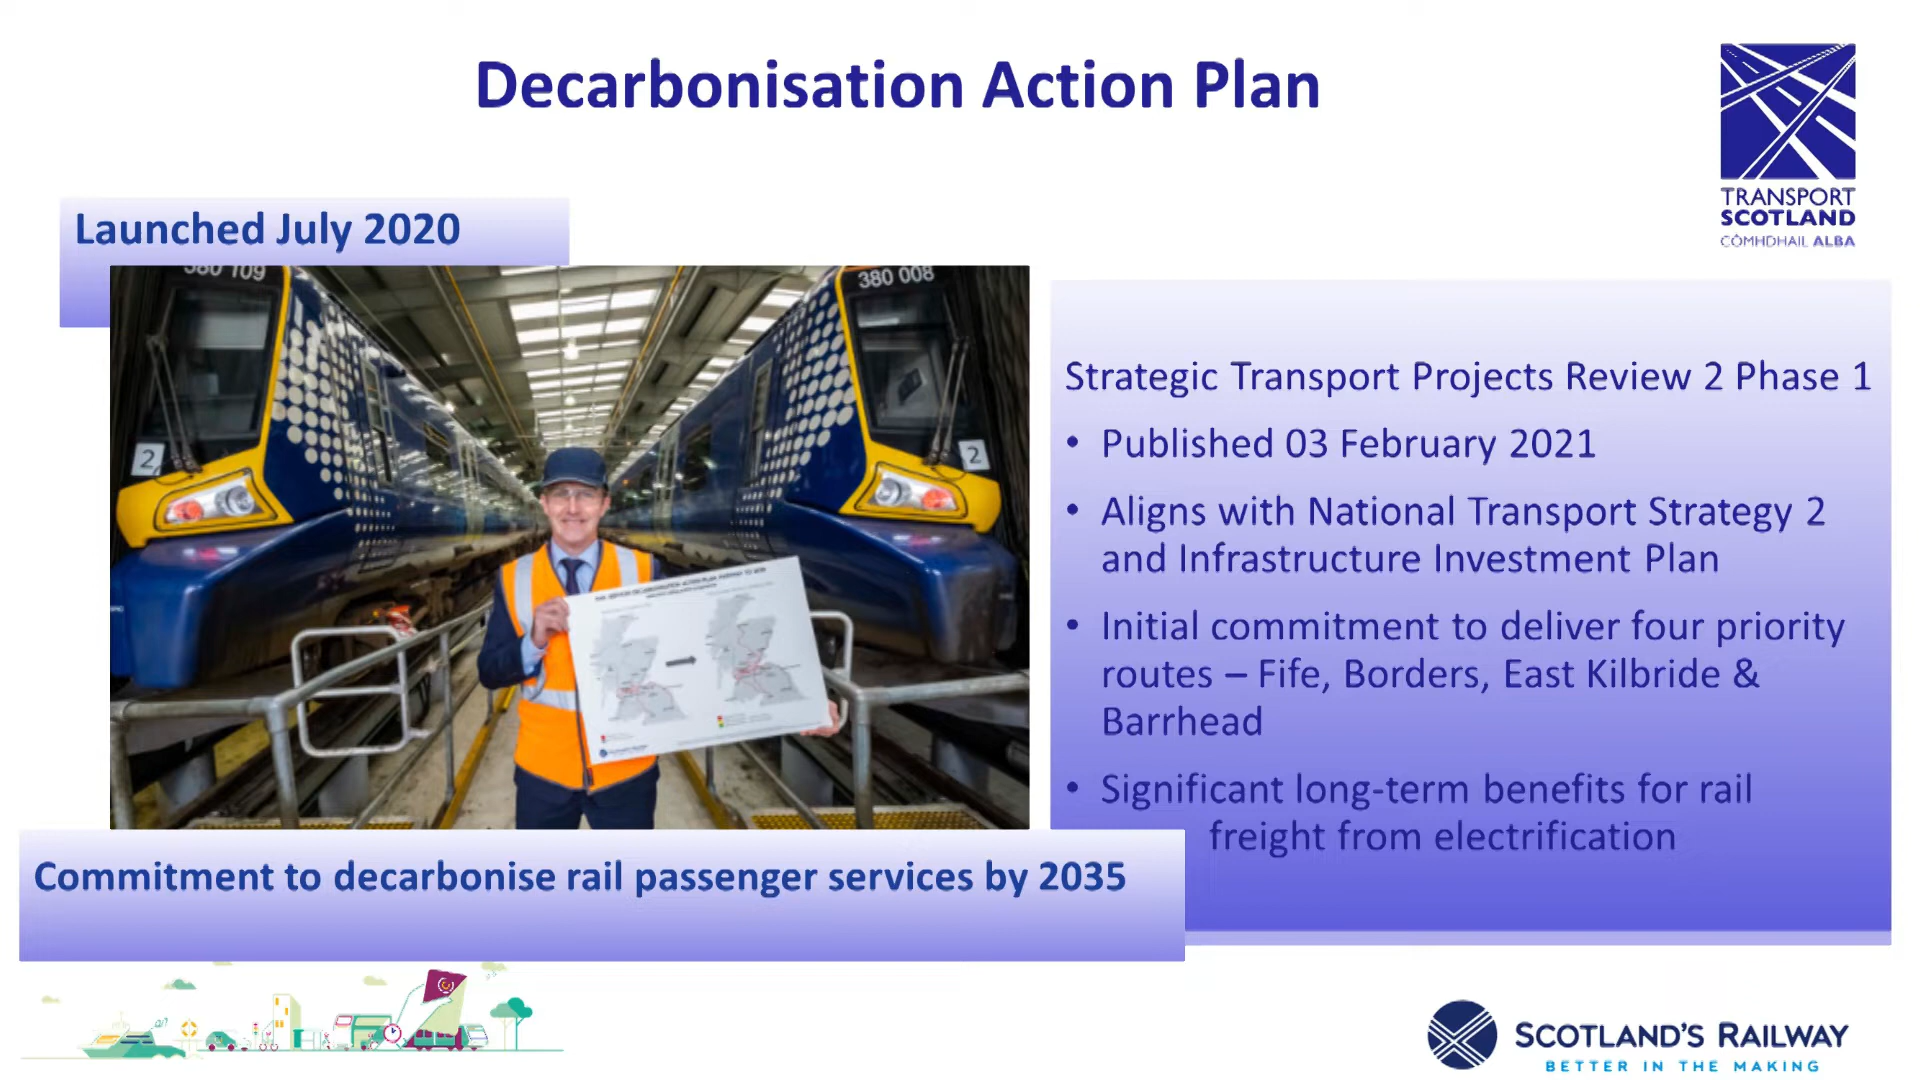 Decarbonisation Action Plan
TRANSPORT
SCOTLAND
CÒMHDHAIL ALBA
Launched July 2020
380 109
380 008
2
2
Strategic Transport Projects Review 2 Phase 1
• Published 03 February 2021
• Aligns with National Transport Strategy 2
and Infrastructure Investment Plan
• Initial commitment to deliver four priority
routes – Fife, Borders, East Kilbride &
Barrhead
• Significant long-term benefits for rail
freight from electrification
Commitment to decarbonise rail passenger services by 2035
SCOTLAND'S RAILWAY
BETTER IN THE MAKING